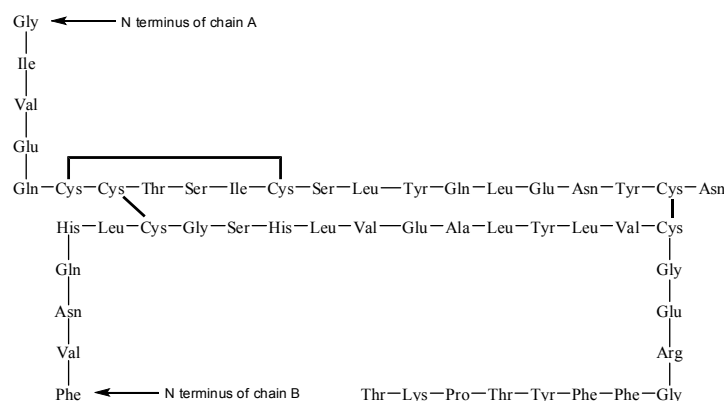 Gly N terminus of chain A
Ile
Val
Glu
Gln-Cys-Cys-Thr-Ser-Ile-Cys-Ser-Leu-Tyr-Gln-Leu-Glu-Asn-Tyr-Cys-Asn
His-Leu-Cys-Gly-Ser-His-Leu-Val-Glu-Ala-Leu-Tyr-Leu-Val-Cys
Gln Gly
Asn Glu
Val Arg
Phe N terminus of chain B Thr-Lys-Pro-Thr-Tyr-Phe-Phe-Gly